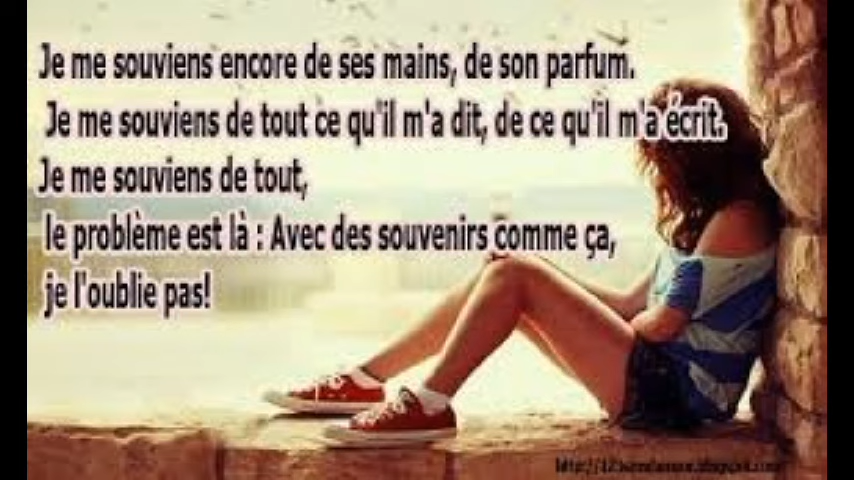 Je me souviens encore de ses mains, de son parfum.
Je me souviens de tout ce qu'il m'a dit, de ce qu'il m'a écrit.
Je me souviens de tout,
le problème est là : Avec des souvenirs comme ça,
je l'oublie pas!